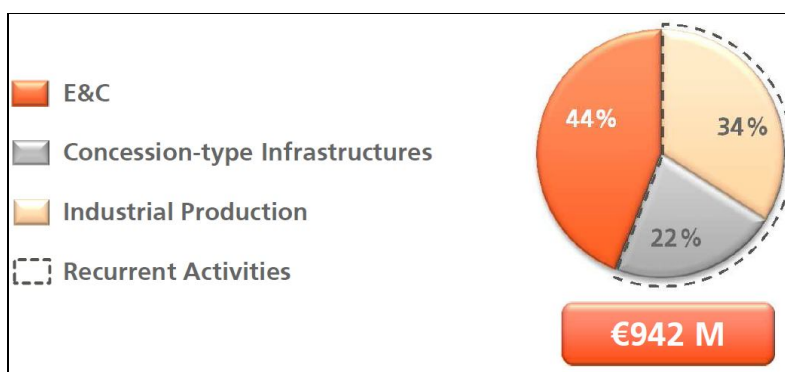 E&C
Concession-type Infrastructures
Industrial Production
Recurrent Activities
44%
34%
22%
€942 M